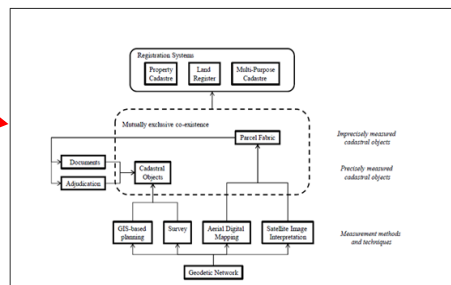 Registration Systems
Property
Cadastre
Land
Register
Multi-Purpose
Cadastre
Mutually exclusive co-existence
Parcel Fabric
Imprecisely measured
cadastral objects
Documents
Adjudication
Cadastral
Objects
Precisely measured
cadastral objects
GIS-based
planning
Survey
Aerial Digital
Mapping
Satellite Image
Interpretation
Measurement methods
and techniques
Geodetic Network